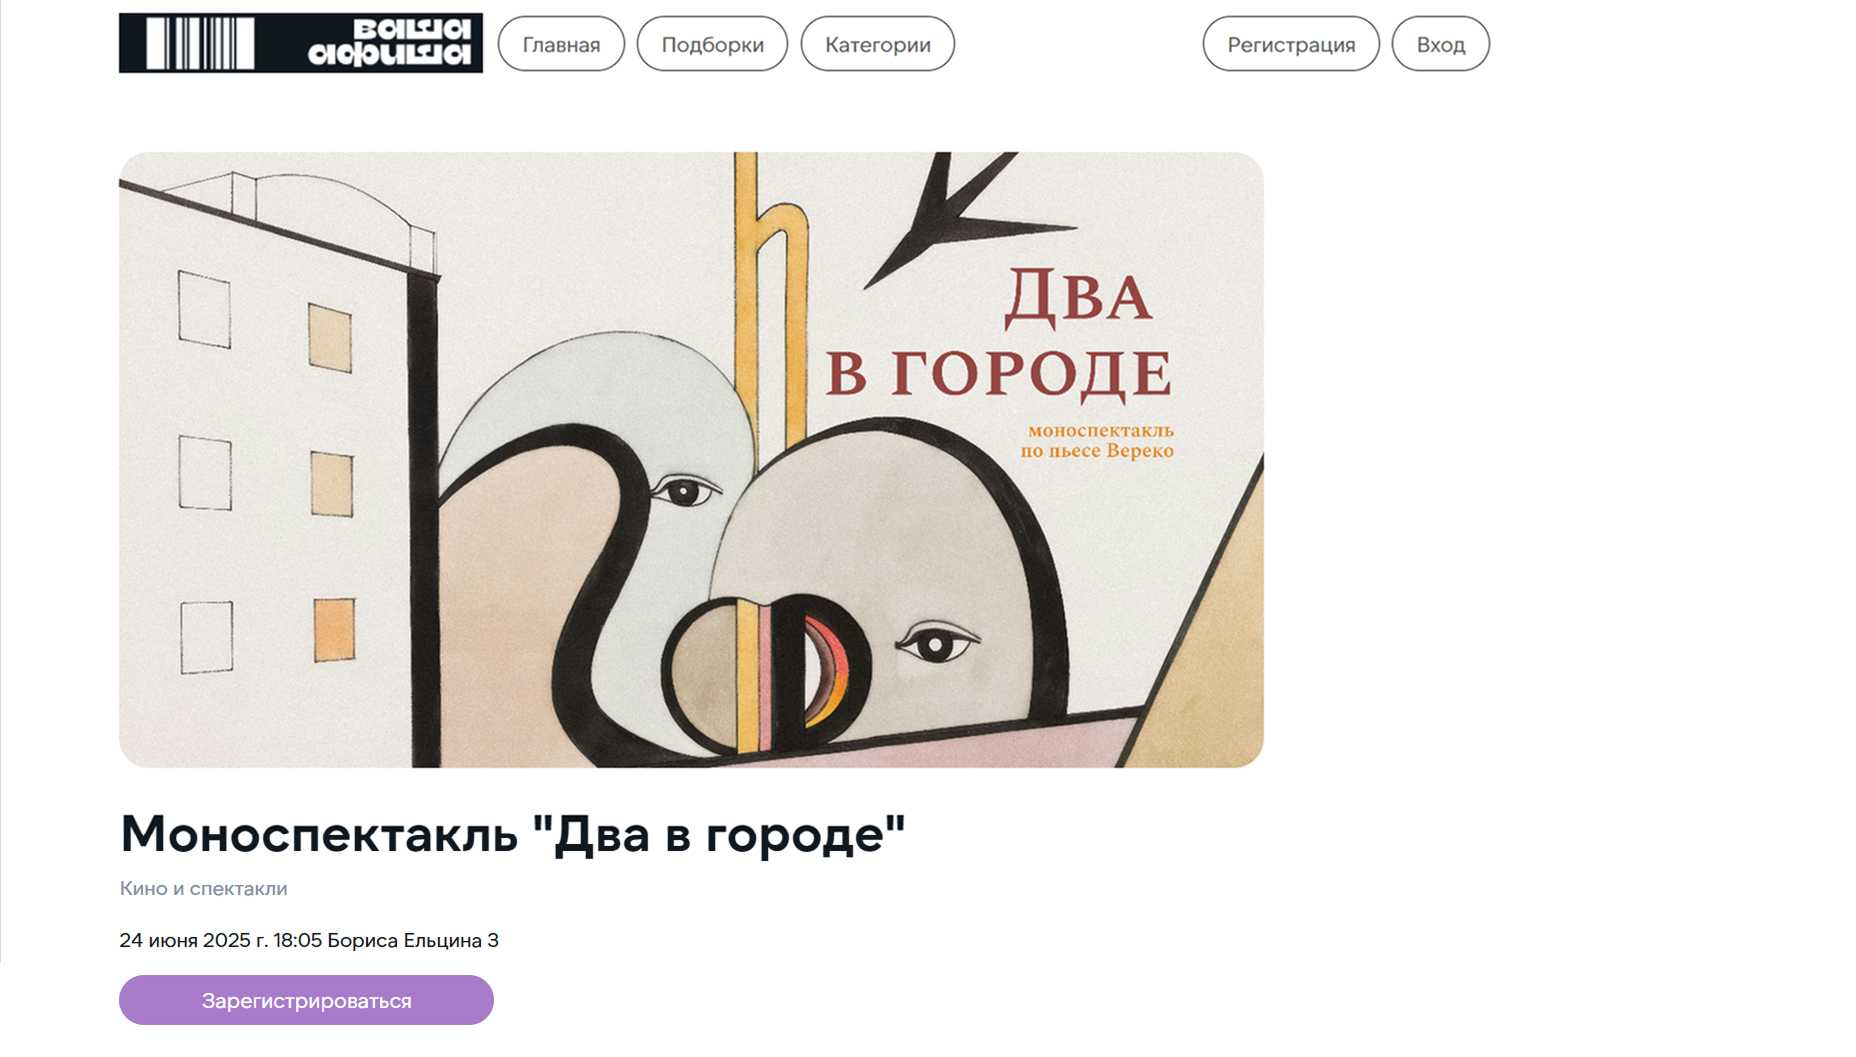 ваша
афиша
Главная
Подборки
Категории
Регистрация
Вход
Два
в городе
моноспектакль
по пьесе Вереко
Моноспектакль "Два в городе"
Кино и спектакли
24 июня 2025 г. 18:05 Бориса Ельцина 3
Зарегистрироваться